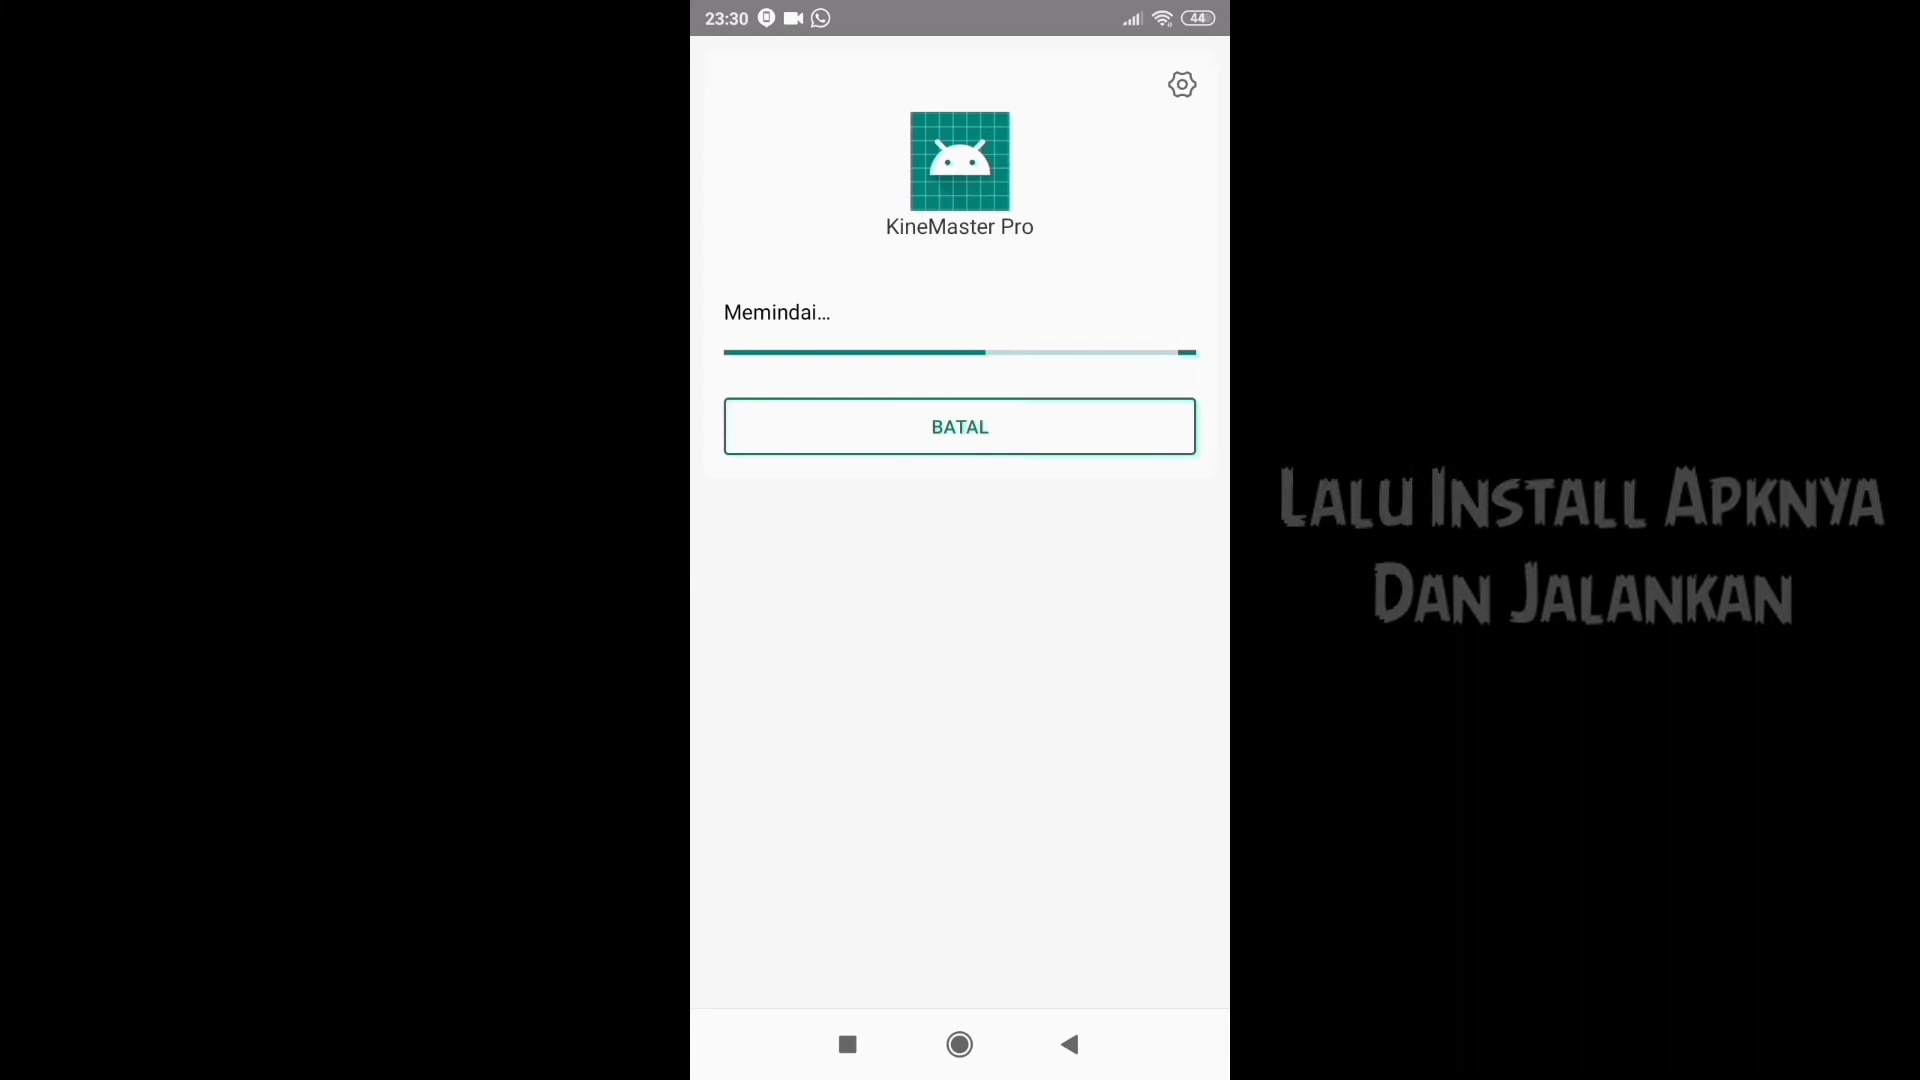 23:30
44
KineMaster Pro
Memindai...
BATAL
Lalu Install Apknya
Dan Jalankan